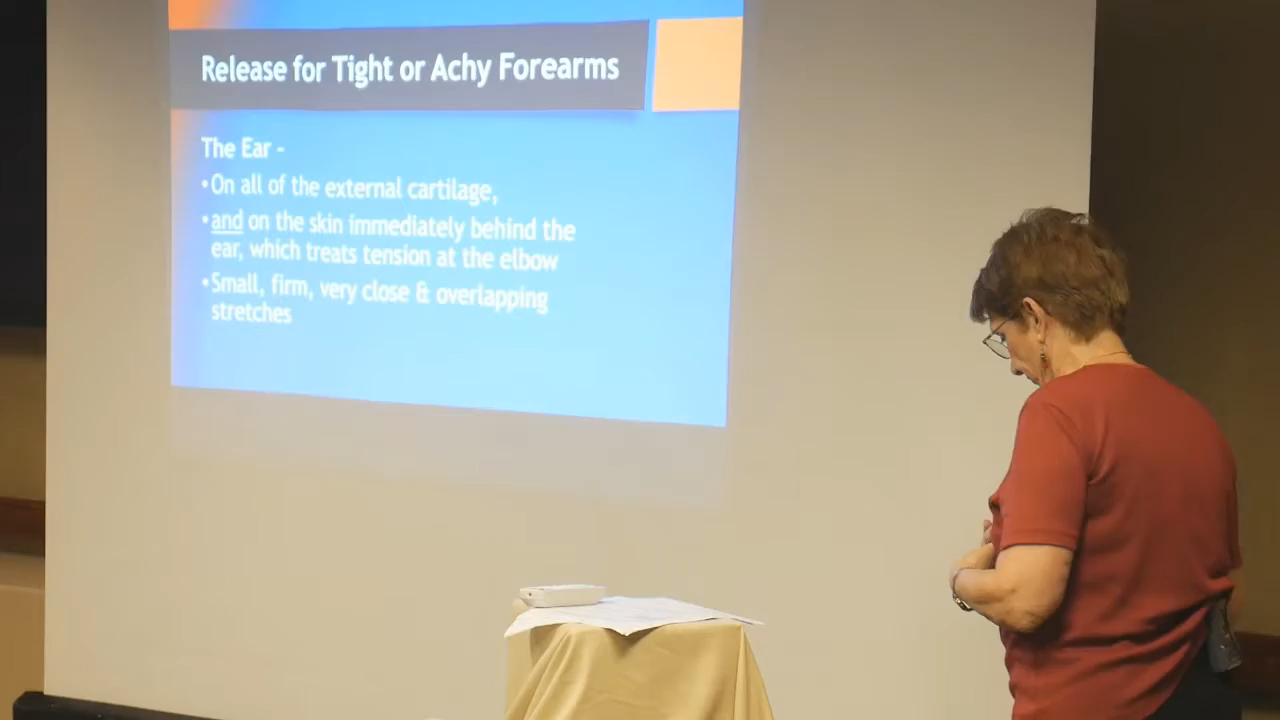 Release for Tight or Achy Forearms
The Ear -
•On all of the external cartilage,
•and on the skin immediately behind the
ear, which treats tension at the elbow
•Small, firm, very close & overlapping
stretches